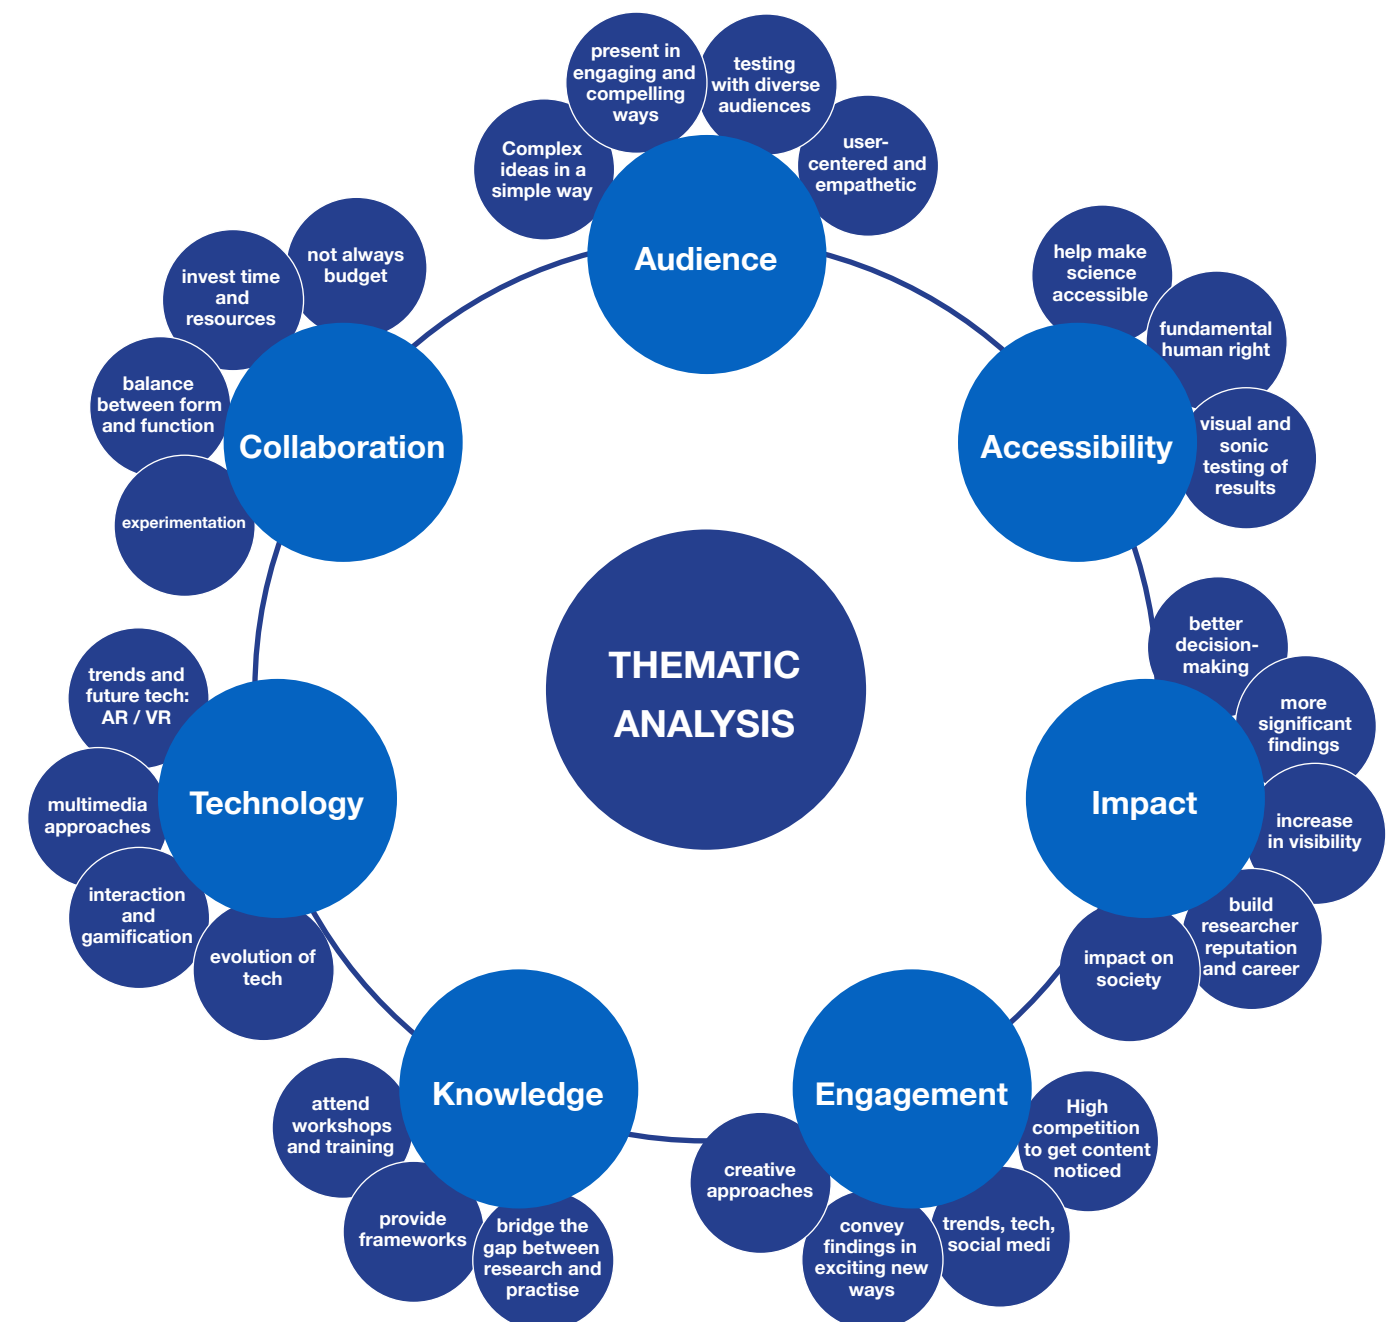 THEMATIC
ANALYSIS
Audience
Complex
ideas in a
simple way
present in
engaging and
compelling
ways
testing
with diverse
audiences
user-
centered and
empathetic
Accessibility
help make
science
accessible
fundamental
human right
visual and
sonic
testing of
results
Impact
better
decision-
making
more
significant
findings
increase
in visibility
build
researcher
reputation
and career
impact on
society
Engagement
High
competition
to get content
noticed
trends, tech,
social medi
convey
findings in
exciting new
ways
creative
approaches
Knowledge
bridge the
gap between
research and
practise
provide
frameworks
attend
workshops
and training
Technology
evolution of
tech
interaction
and
gamification
multimedia
approaches
trends and
future tech:
AR / VR
Collaboration
experimentation
balance
between form
and function
invest time
and
resources
not always
budget